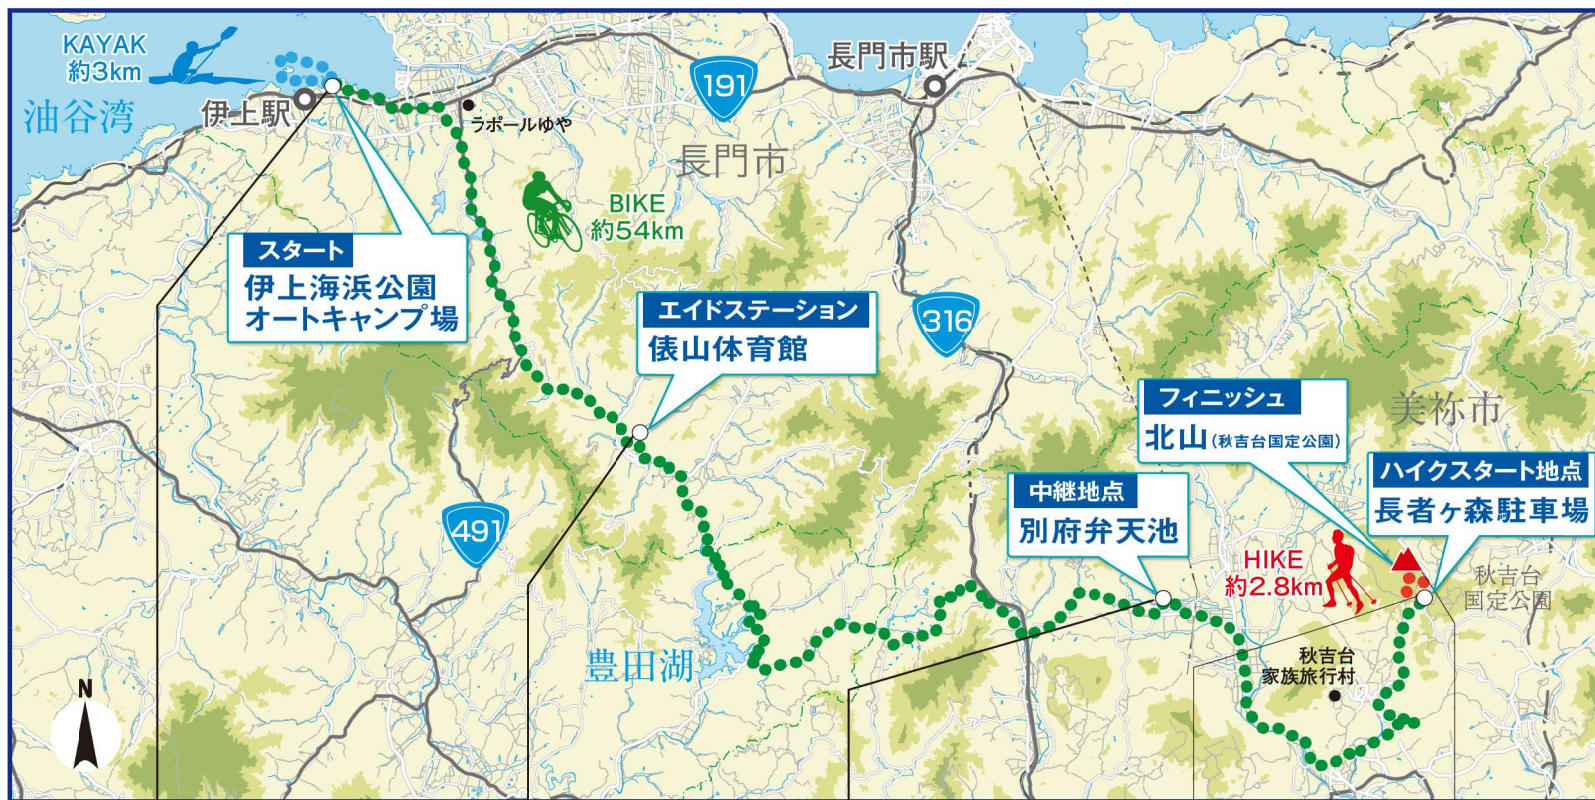 KAYAK
約3km
油谷湾
伊上駅
ラポールゆや
191
長門市駅
長門市
BIKE
約54km
スタート
伊上海浜公園
オートキャンプ場
エイドステーション
俵山体育館
316
491
フィニッシュ
北山(秋吉台国定公園)
美祢市
ハイクスタート地点
長者ヶ森駐車場
中継地点
別府弁天池
HIKE
約2.8km
秋吉台
国定公園
豊田湖
秋吉台
家族旅行村
N